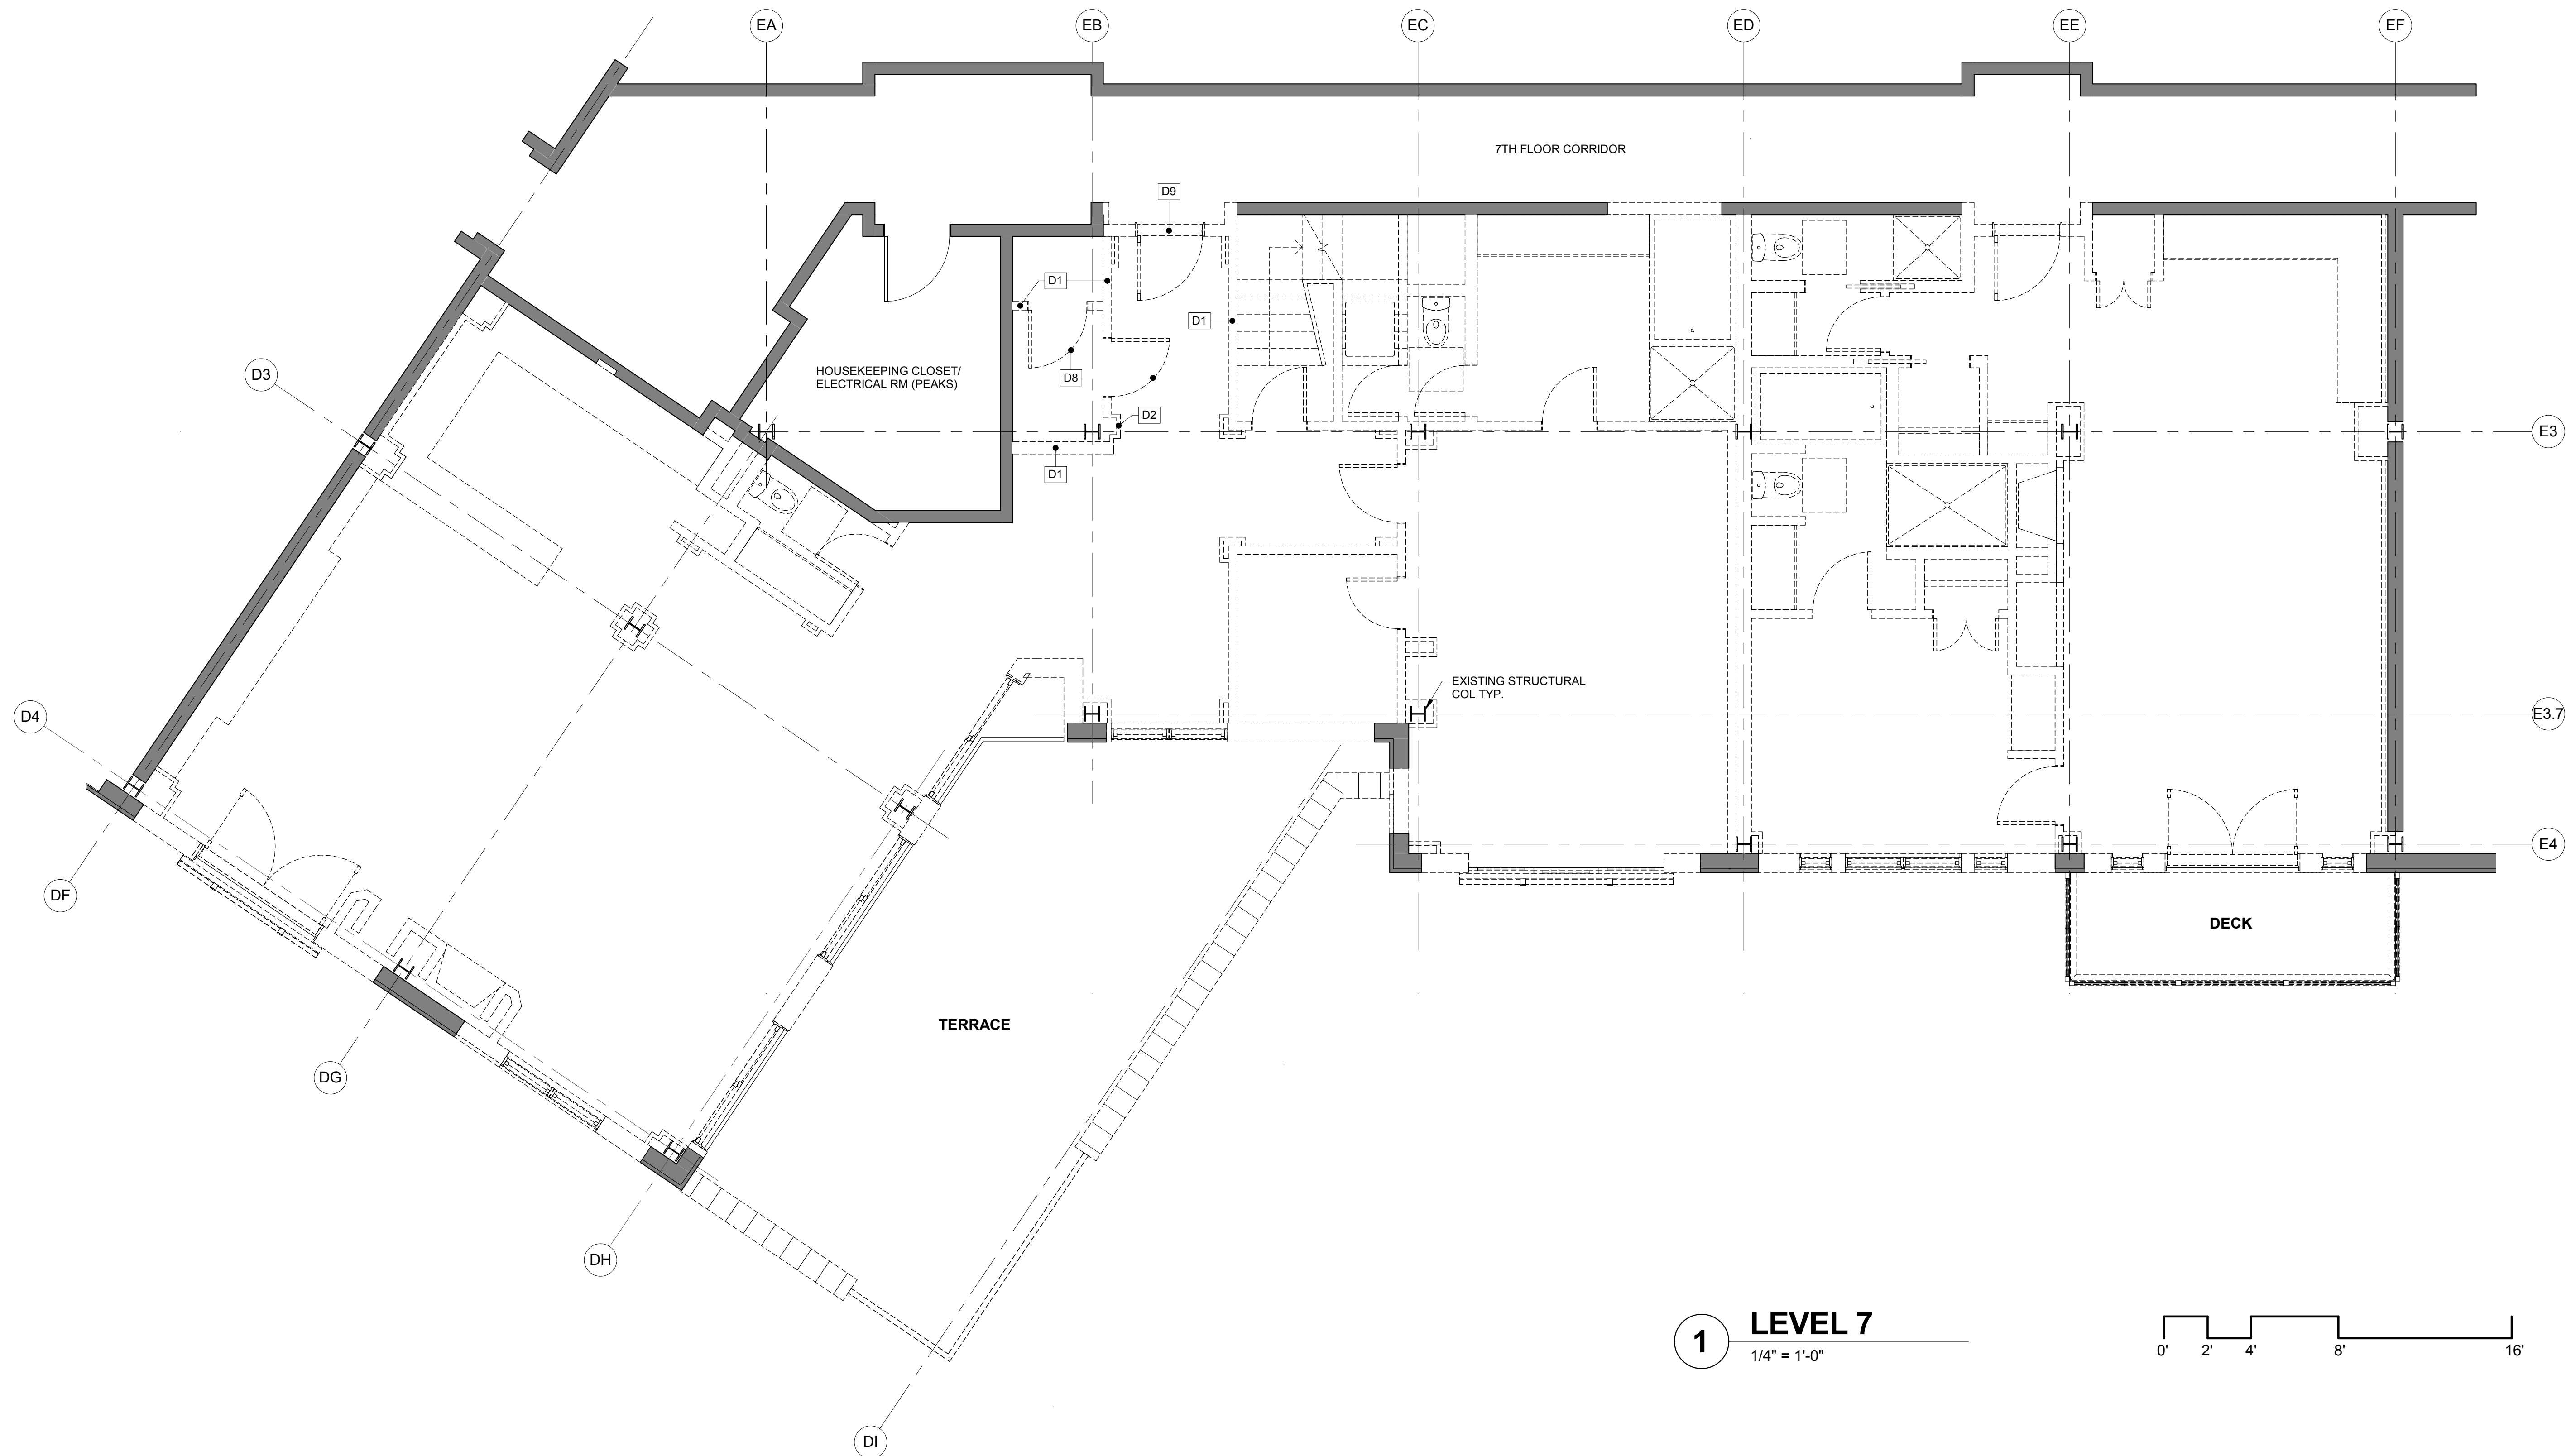 EA
EB
EC
ED
EE
EF
7TH FLOOR CORRIDOR
D9
D1
D1
D3
HOUSEKEEPING CLOSET/
ELECTRICAL RM (PEAKS)
D8
D2
E3
D1
EXISTING STRUCTURAL
COL TYP.
D4
E3.7
E4
DF
DECK
TERRACE
DG
DH
1
LEVEL 7
1/4" = 1'-0"
0'
2'
4'
8'
16'
DI